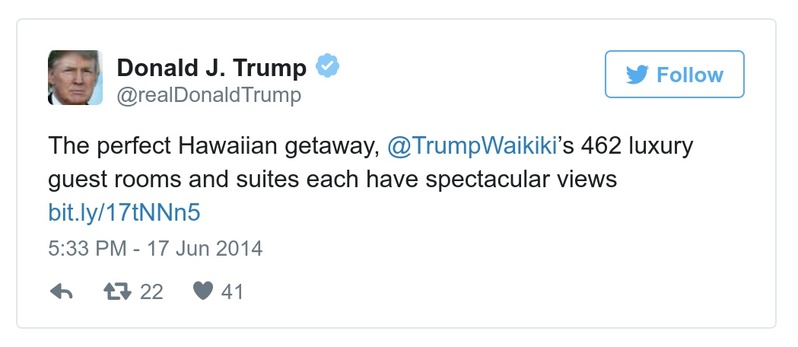 Donald J. Trump
@realDonaldTrump
Follow
The perfect Hawaiian getaway, @TrumpWaikiki’s 462 luxury
guest rooms and suites each have spectacular views
bit.ly/17tNNn5
5:33 PM - 17 Jun 2014
22 41